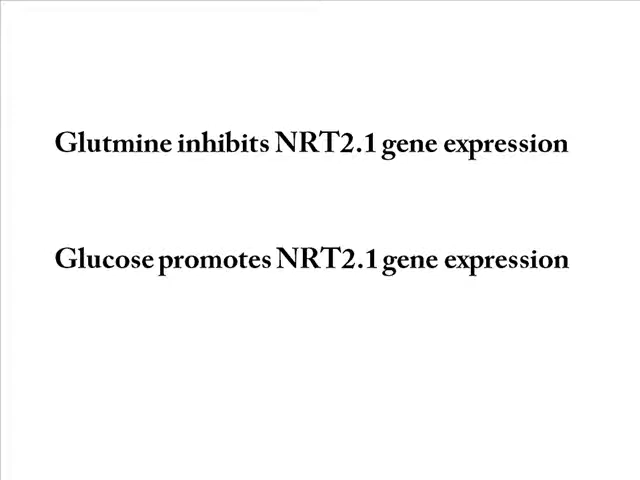 Glutmine inhibits NRT2.1 gene expression
Glucose promotes NRT2.1 gene expression